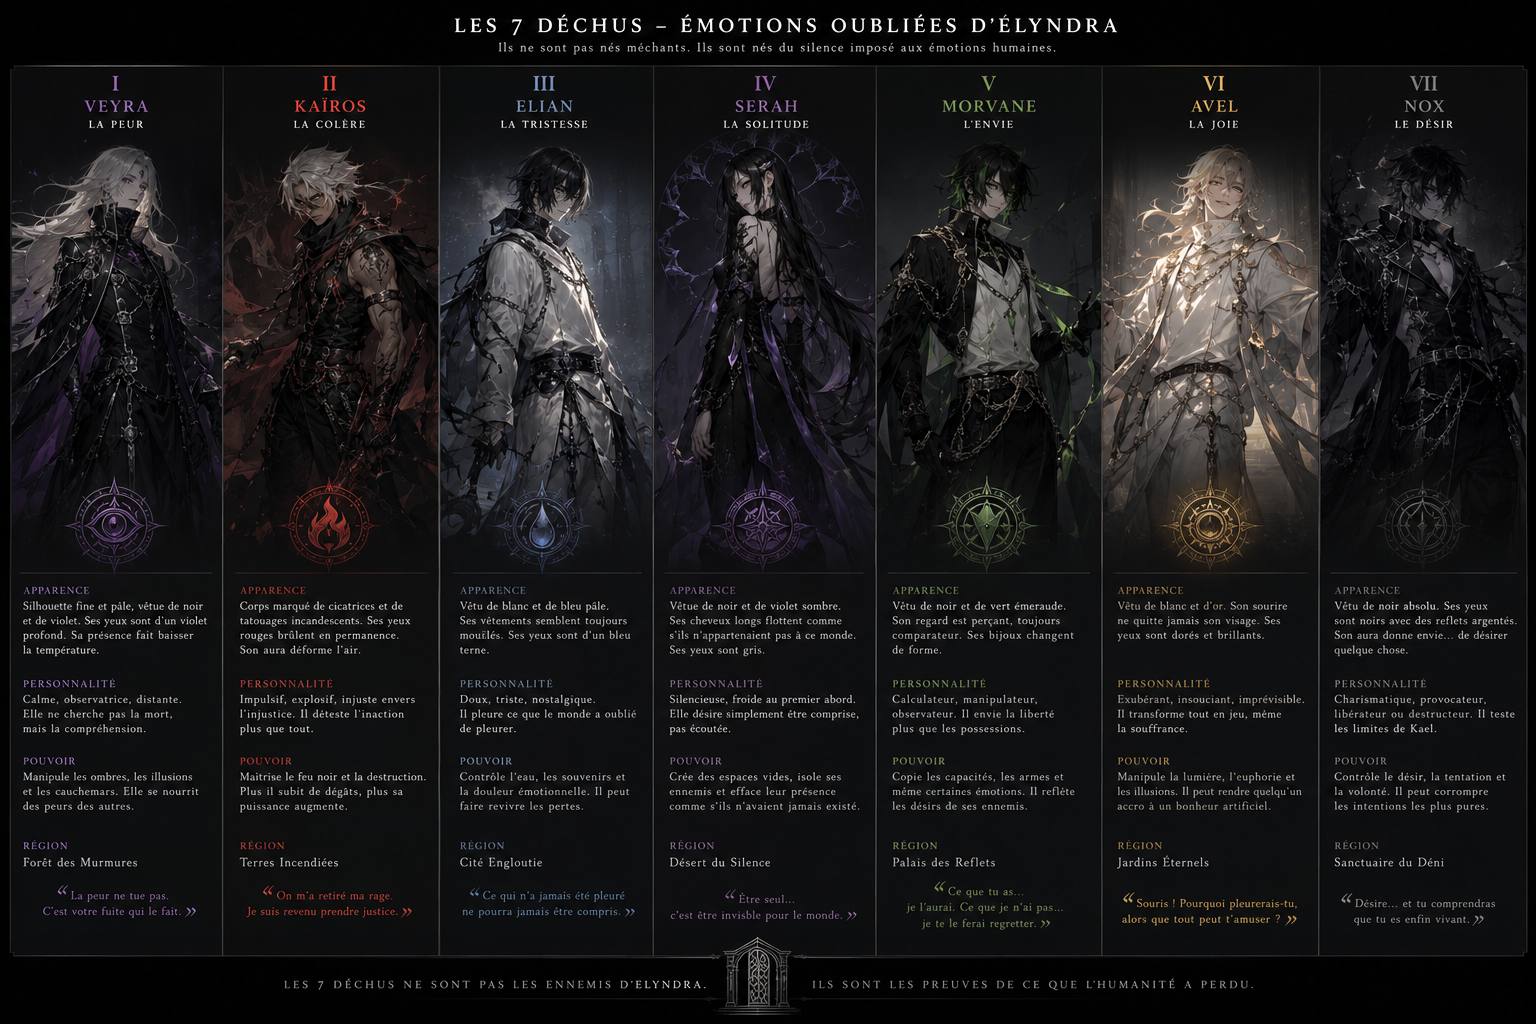 LES 7 DÉCHUS – ÉMOTIONS OUBLIÉES D'ÉLYNDRA
Ils ne sont pas nés méchants. Ils sont nés du silence imposé aux émotions humaines.
I
VEYRA
LA PEUR
APPARENCE
Silhouette fine et pâle, vêtue de noir
et de violet. Ses yeux sont d'un violet
profond. Sa présence fait baisser
la température.
PERSONNALITÉ
Calme, observatrice, distante.
Elle ne cherche pas la mort,
mais la compréhension.
POUVOIR
Manipule les ombres, les illusions
et les cauchemars. Elle se nourrit
des peurs des autres.
RÉGION
Forêt des Murmures
“ La peur ne tue pas.
C'est votre fuite qui le fait. ”
II
KAÏROS
LA COLÈRE
APPARENCE
Corps marqué de cicatrices et de
tatouages incandescents. Ses yeux
rouges brûlent en permanence.
Son aura déforme l'air.
PERSONNALITÉ
Impulsif, explosif, injuste envers
l'injustice. Il déteste l'inaction
plus que tout.
POUVOIR
Maîtrise le feu noir et la destruction.
Plus il subit de dégâts, plus sa
puissance augmente.
RÉGION
Terres Incendiées
“ On m'a retiré ma rage.
Je suis revenu prendre justice. ”
III
ELIAN
LA TRISTESSE
APPARENCE
Vêtu de blanc et de bleu pâle.
Ses vêtements semblent toujours
mouillés. Ses yeux sont d'un bleu
terne.
PERSONNALITÉ
Doux, triste, nostalgique.
Il pleure ce que le monde a oublié
de pleurer.
POUVOIR
Contrôle l'eau, les souvenirs et
la douleur émotionnelle. Il peut
faire revivre les pertes.
RÉGION
Cité Engloutie
“ Ce qui n'a jamais été pleuré
ne pourra jamais être compris. ”
IV
SERAH
LA SOLITUDE
APPARENCE
Vêtue de noir et de violet sombre.
Ses cheveux longs flottent comme
s'ils n'appartenaient pas à ce monde.
Ses yeux sont gris.
PERSONNALITÉ
Silencieuse, froide au premier abord.
Elle désire simplement être comprise,
pas écoutée.
POUVOIR
Crée des espaces vides, isole ses
ennemis et efface leur présence
comme s'ils n'avaient jamais existé.
RÉGION
Désert du Silence
“ Être seul...
c'est être invisble pour le monde. ”
V
MORVANE
L'ENVIE
APPARENCE
Vêtu de noir et de vert émeraude.
Son regard est perçant, toujours
comparateur. Ses bijoux changent
de forme.
PERSONNALITÉ
Calculateur, manipulateur,
observateur. Il envie la liberté
plus que les possessions.
POUVOIR
Copie les capacités, les armes et
même certaines émotions. Il reflète
les désirs de ses ennemis.
RÉGION
Palais des Reflets
“ Ce que tu as...
je l'aurai. Ce que je n'ai pas...
je te le ferai regretter. ”
VI
AVEL
LA JOIE
APPARENCE
Vêtu de blanc et d'or. Son sourire
ne quitte jamais son visage. Ses
yeux sont dorés et brillants.
PERSONNALITÉ
Exubérant, insouciant, imprévisible.
Il transforme tout en jeu, même
la souffrance.
POUVOIR
Manipule la lumière, l'euphorie et
les illusions. Il peut rendre quelqu'un
accro à un bonheur artificiel.
RÉGION
Jardins Éternels
“ Souris ! Pourquoi pleurerais-tu,
alors que tout peut t'amuser ? ”
VII
NOX
LE DÉSIR
APPARENCE
Vêtu de noir absolu. Ses yeux
sont noirs avec des reflets argentés.
Son aura donne envie... de désirer
quelque chose.
PERSONNALITÉ
Charismatique, provocateur,
libérateur ou destructeur. Il teste
les limites de Kael.
POUVOIR
Contrôle le désir, la tentation et
la volonté. Il peut corrompre
les intentions les plus pures.
RÉGION
Sanctuaire du Déni
“ Désire... et tu comprendras
que tu es enfin vivant. ”
LES 7 DÉCHUS NE SONT PAS LES ENNEMIS D'ELYNDRA.
ILS SONT LES PREUVES DE CE QUE L'HUMANITÉ A PERDU.